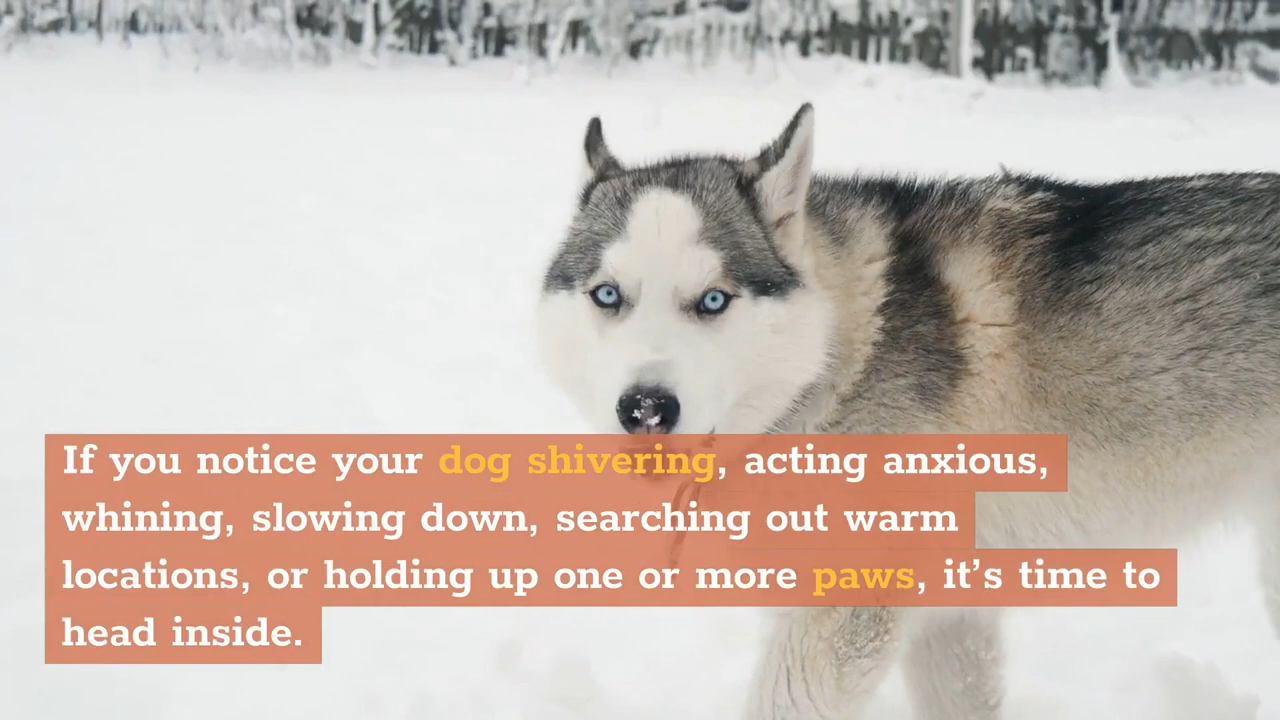 If you notice your dog shivering, acting anxious,
whining, slowing down, searching out warm
locations, or holding up one or more paws, it’s time to
head inside.